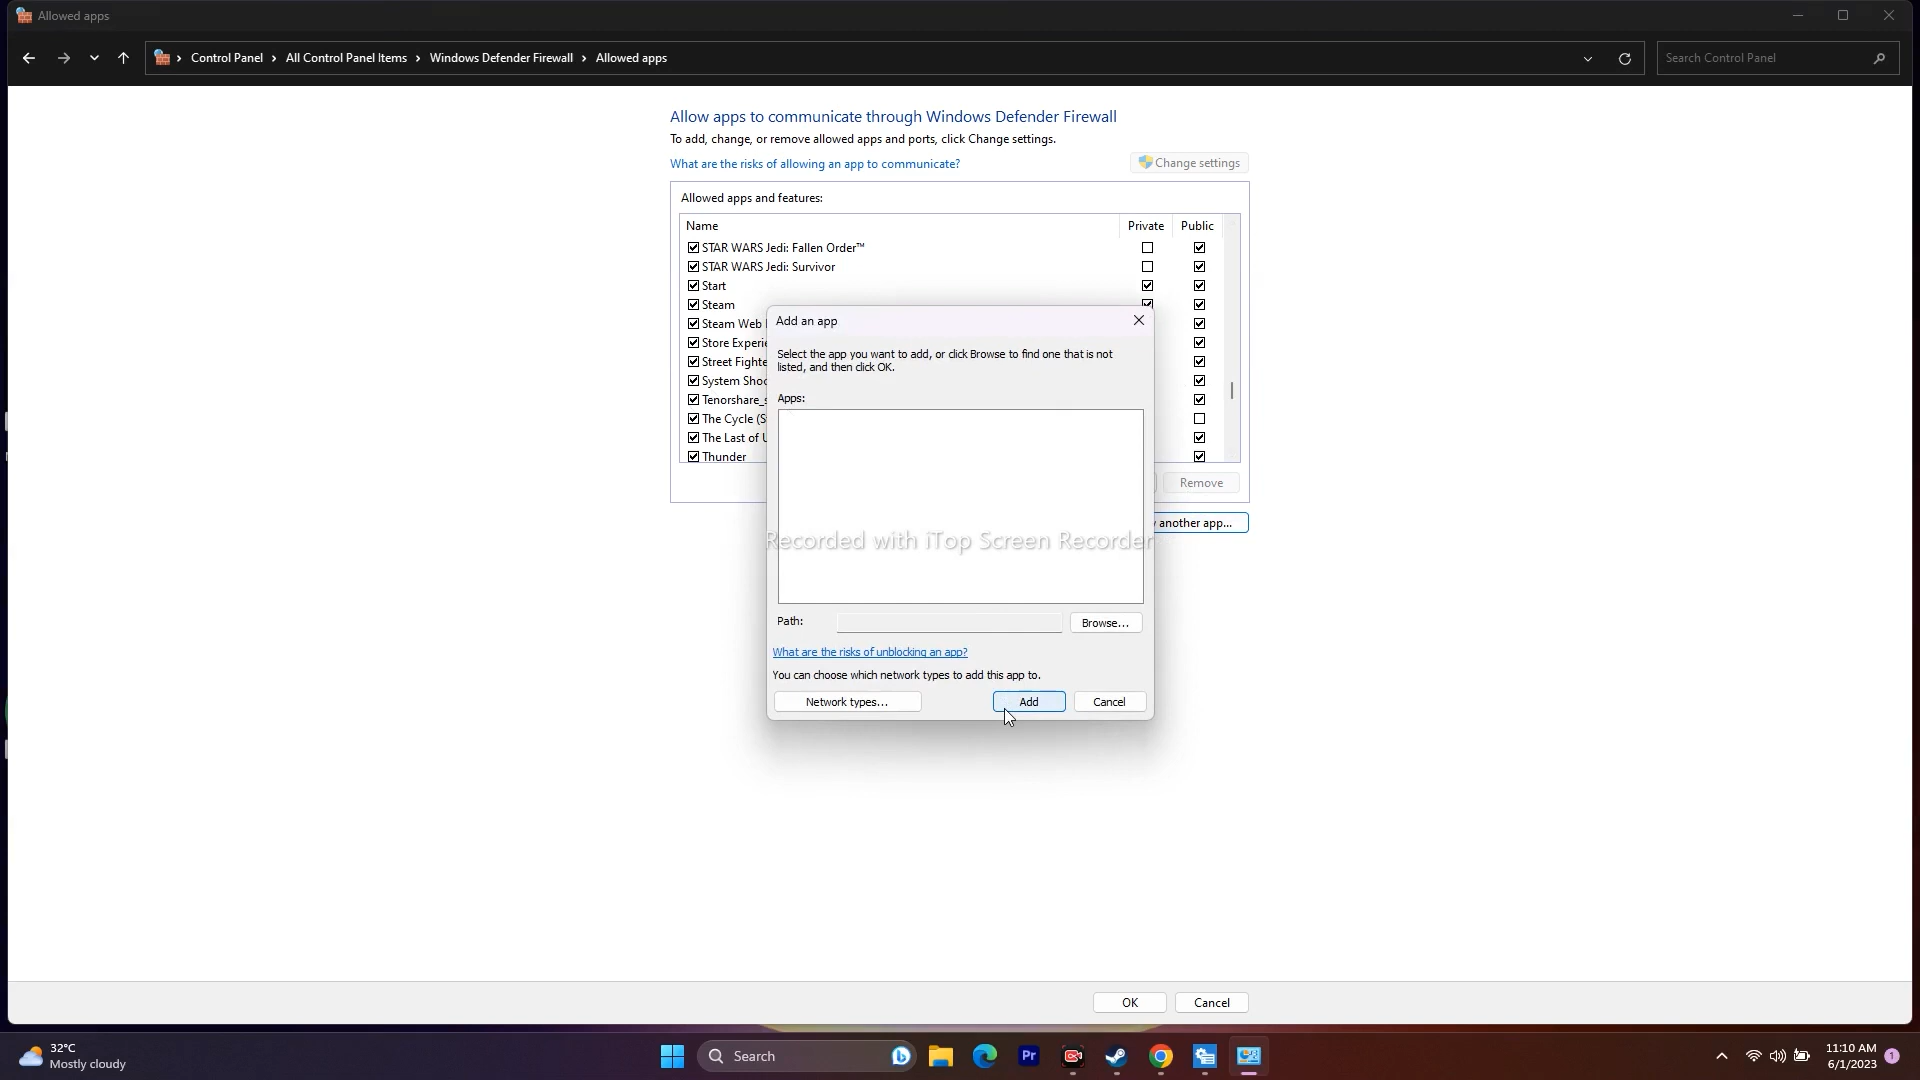 Allowed apps
Control Panel > All Control Panel Items > Windows Defender Firewall > Allowed apps
Search Control Panel
Allow apps to communicate through Windows Defender Firewall
To add, change, or remove allowed apps and ports, click Change settings.
What are the risks of allowing an app to communicate?
Change settings
Allowed apps and features:
Name Private Public
STAR WARS Jedi: Fallen Order™
STAR WARS Jedi: Survivor
Start
Steam
Steam Web
Store Experie
Street Fighte
System Shoc
Tenorshare_s
The Cycle (S
The Last of U
Thunder
Remove
another app...
Add an app
Select the app you want to add, or click Browse to find one that is not
listed, and then click OK.
Apps:
Recorded with iTop Screen Recorder
Path:
Browse...
What are the risks of unblocking an app?
You can choose which network types to add this app to.
Network types...
Add
Cancel
OK
Cancel
32°C
Mostly cloudy
Search
Pr
11:10 AM
6/1/2023
1